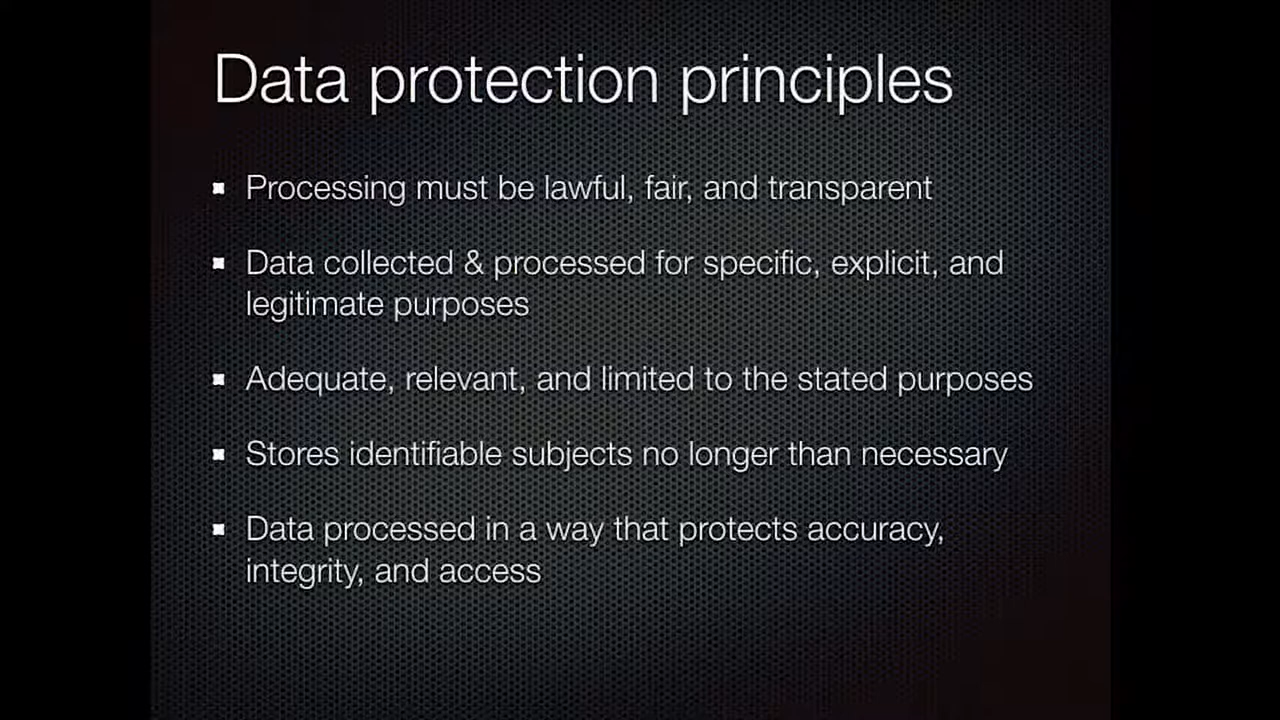 Data protection principles
Processing must be lawful, fair, and transparent
Data collected & processed for specific, explicit, and
legitimate purposes
Adequate, relevant, and limited to the stated purposes
Stores identifiable subjects no longer than necessary
Data processed in a way that protects accuracy,
integrity, and access